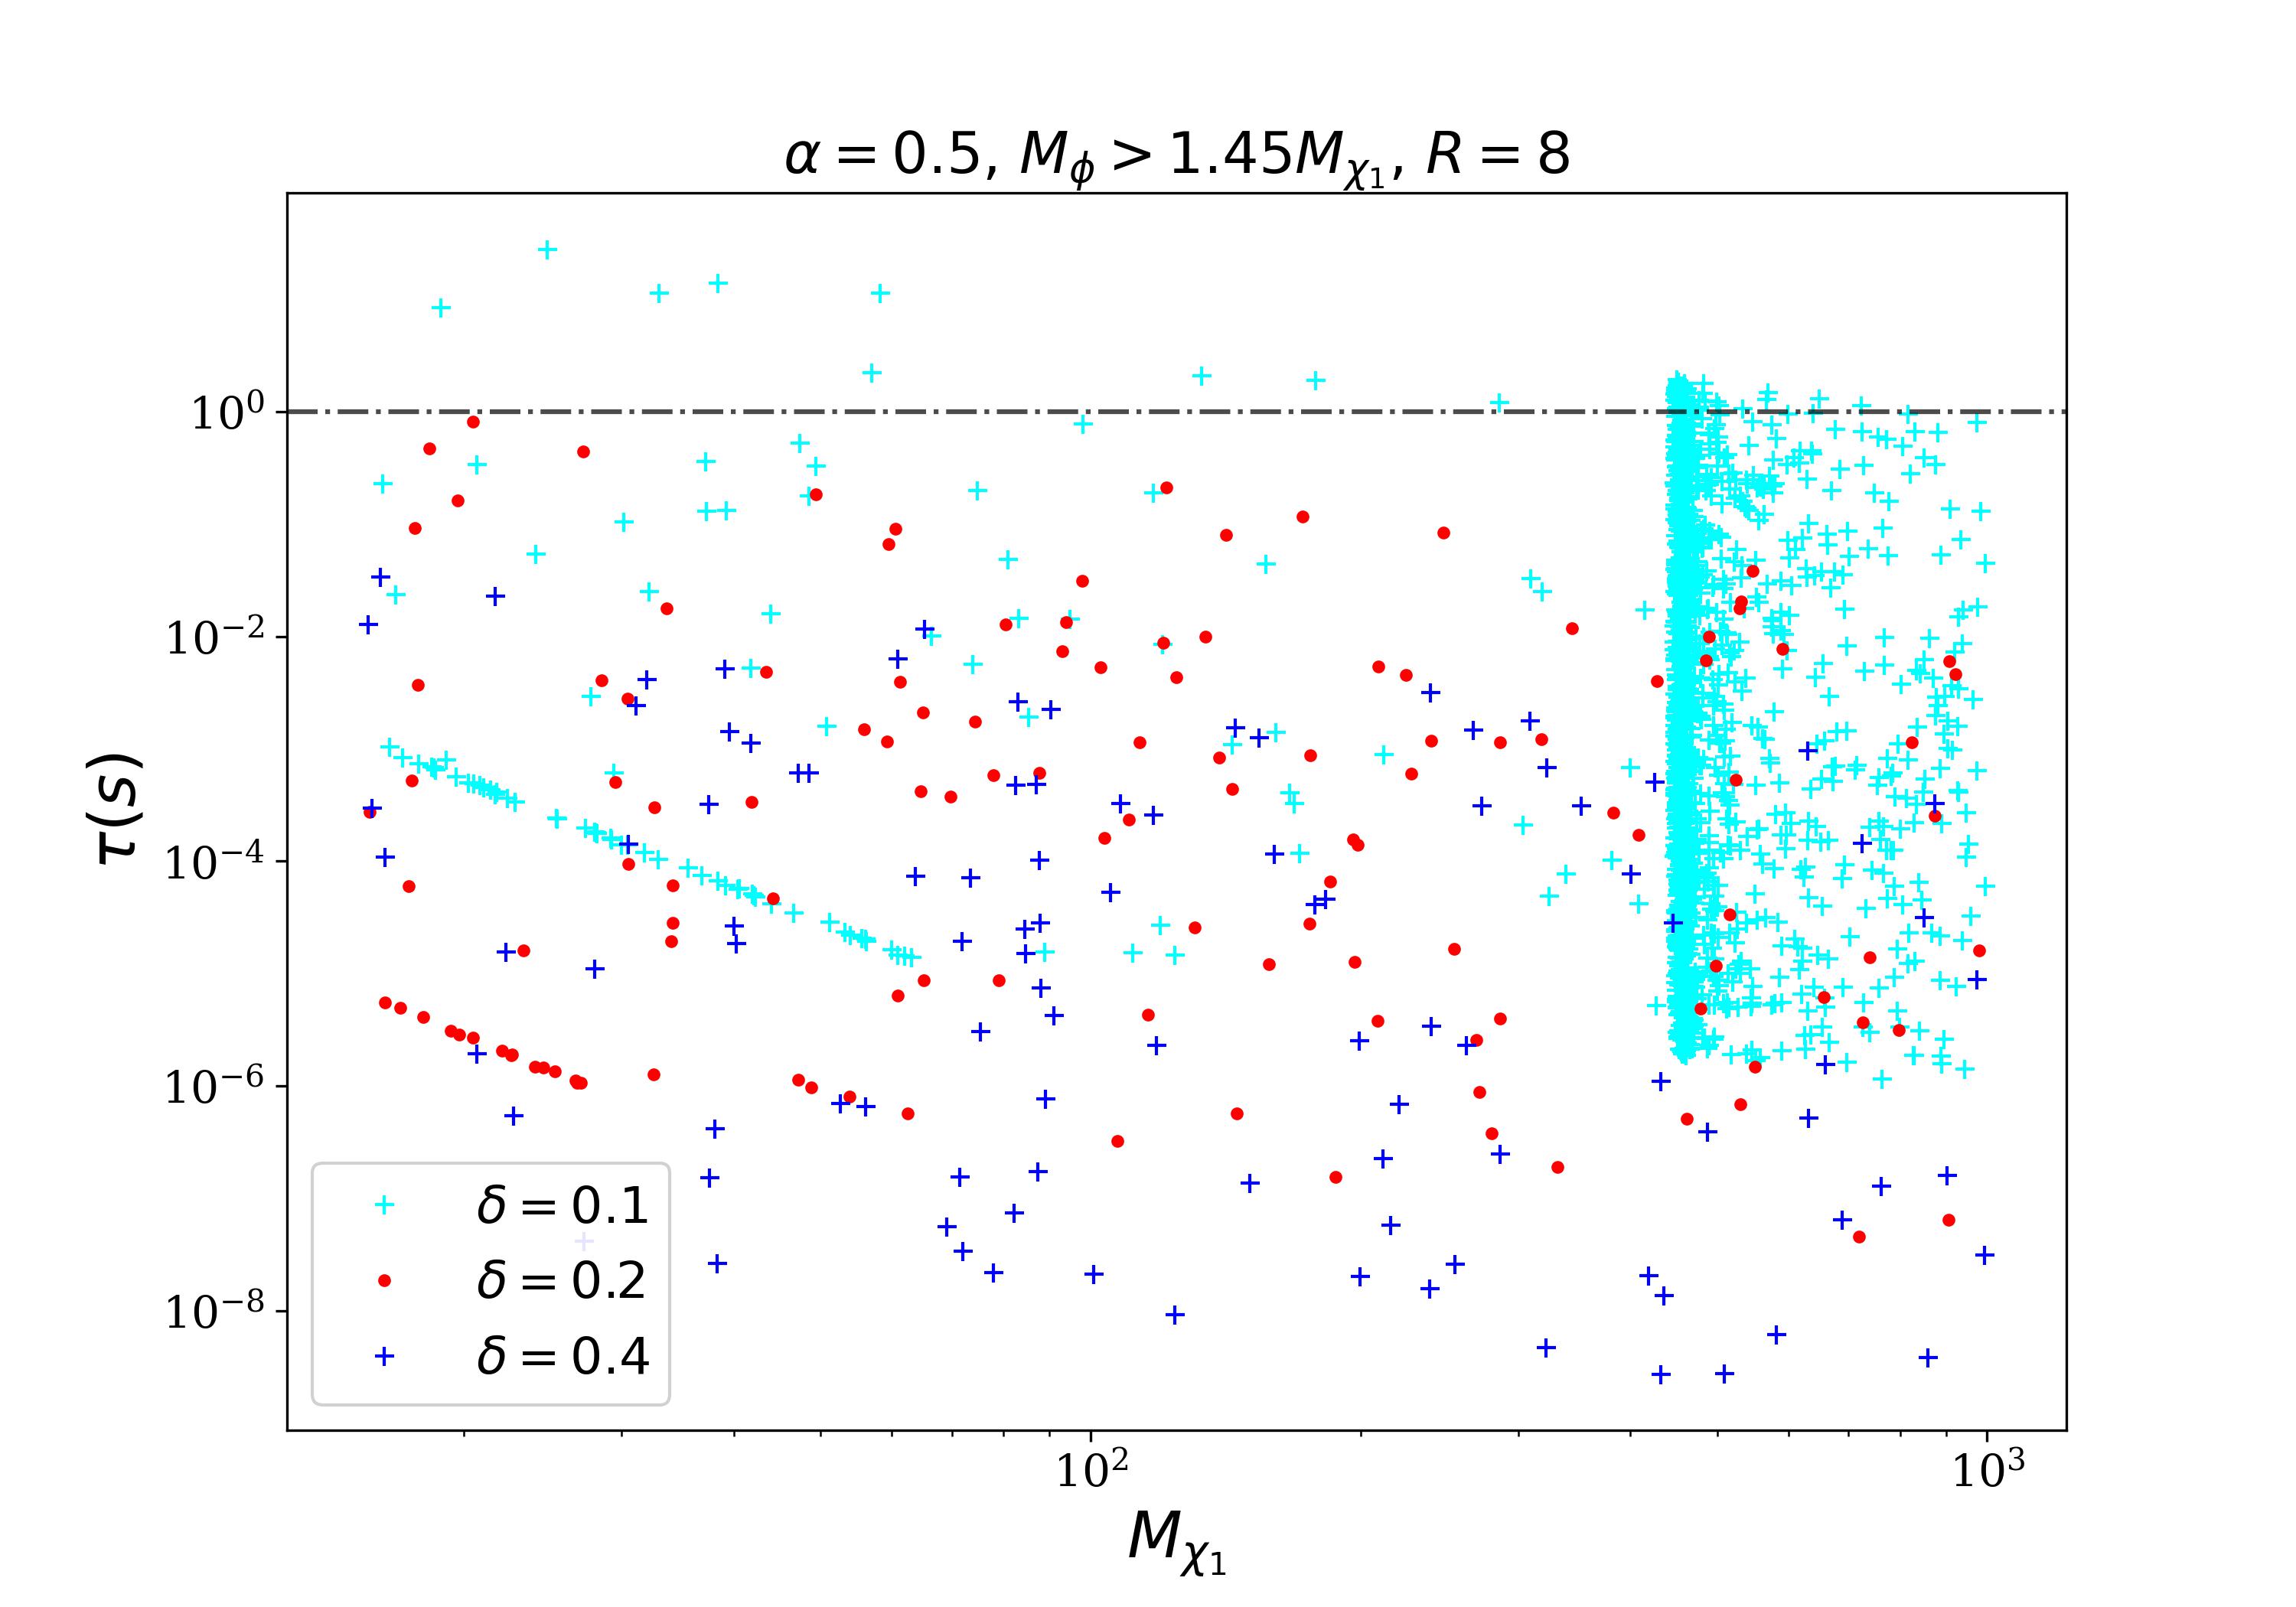 α = 0.5, M_ϕ > 1.45M_χ₁, R = 8
τ(s)
10⁰
10⁻²
10⁻⁴
10⁻⁶
10⁻⁸
δ = 0.1
δ = 0.2
δ = 0.4
10² 10³
M_χ₁